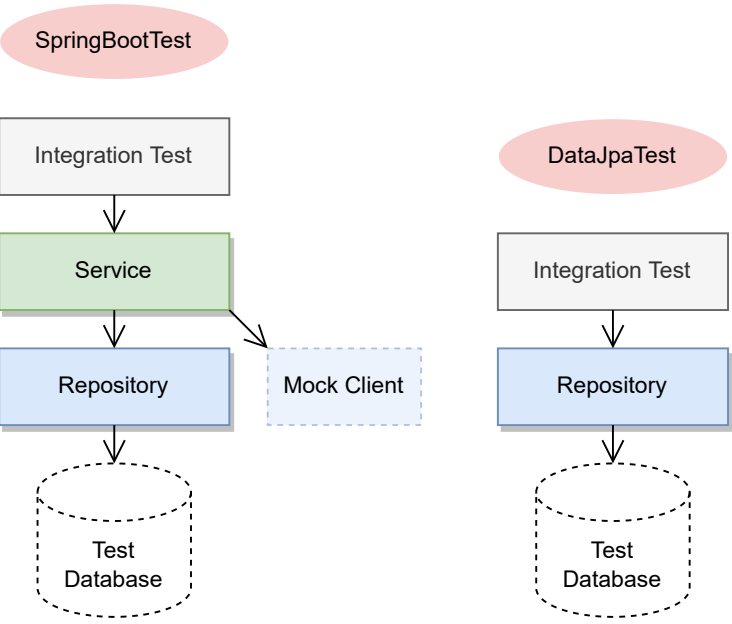 SpringBootTest
Integration Test
Service
Repository
Mock Client
Test
Database
DataJpaTest
Integration Test
Repository
Test
Database